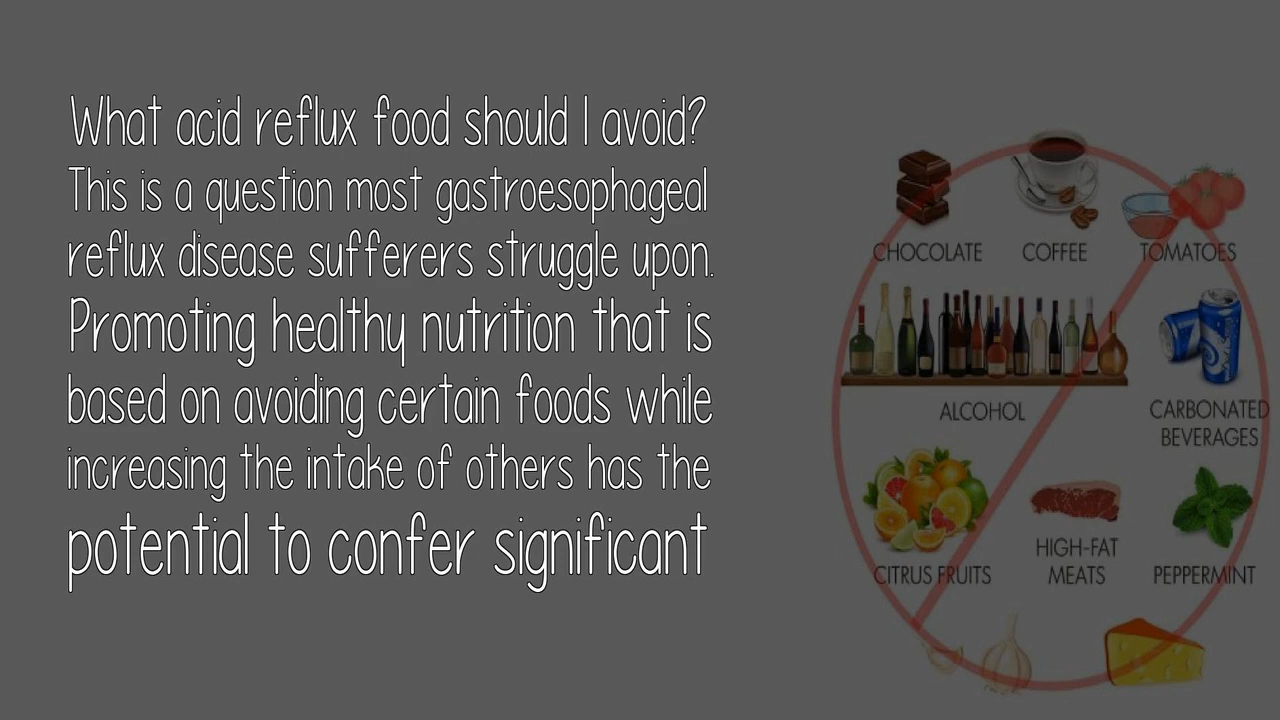 What acid reflux food should I avoid?
This is a question most gastroesophageal
reflux disease sufferers struggle upon.
Promoting healthy nutrition that is
based on avoiding certain foods while
increasing the intake of others has the
potential to confer significant
CHOCOLATE
COFFEE
TOMATOES
ALCOHOL
CARBONATED
BEVERAGES
CITRUS FRUITS
HIGH-FAT
MEATS
PEPPERMINT